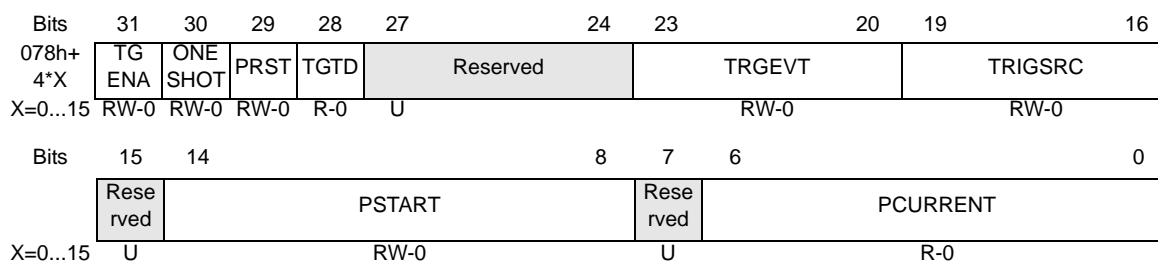 Bits 31 30 29 28 27 24 23 20 19 16
078h+ 4*X TG ENA ONE SHOT PRST TGTD Reserved TRGEVT TRIGSRC
X=0...15 RW-0 RW-0 RW-0 R-0 U RW-0 RW-0
Bits 15 14 8 7 6 0
Rese rved PSTART Rese rved PCURRENT
X=0...15 U RW-0 U R-0